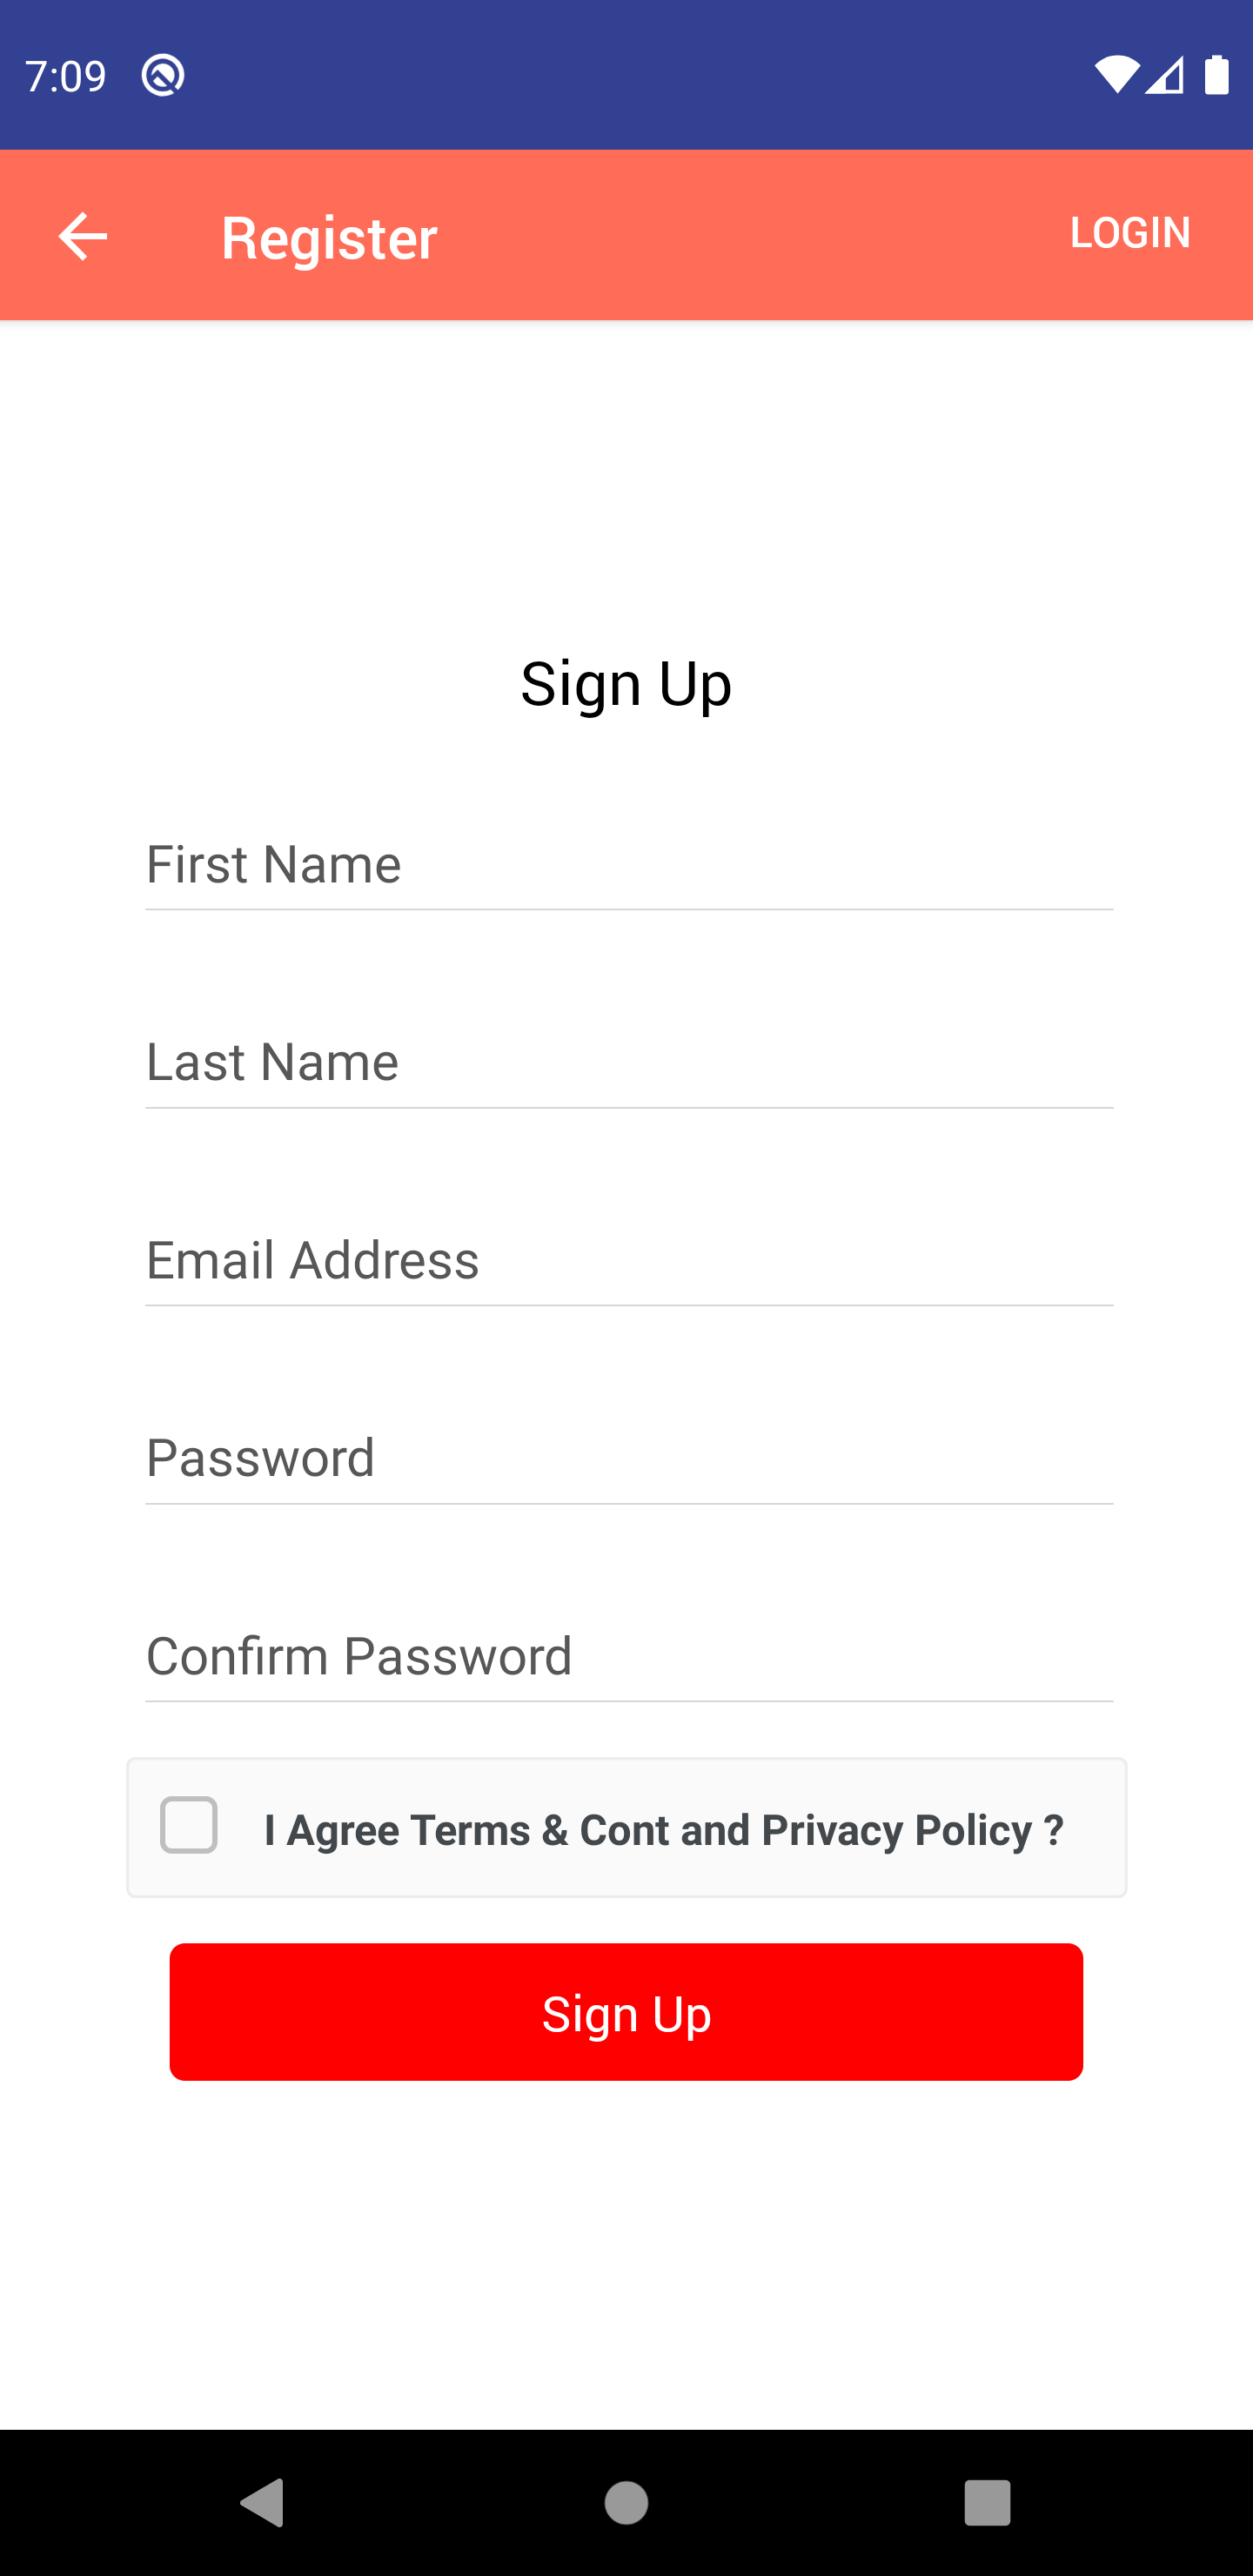 7:09
Register
LOGIN
Sign Up
First Name
Last Name
Email Address
Password
Confirm Password
I Agree Terms & Cont and Privacy Policy ?
Sign Up